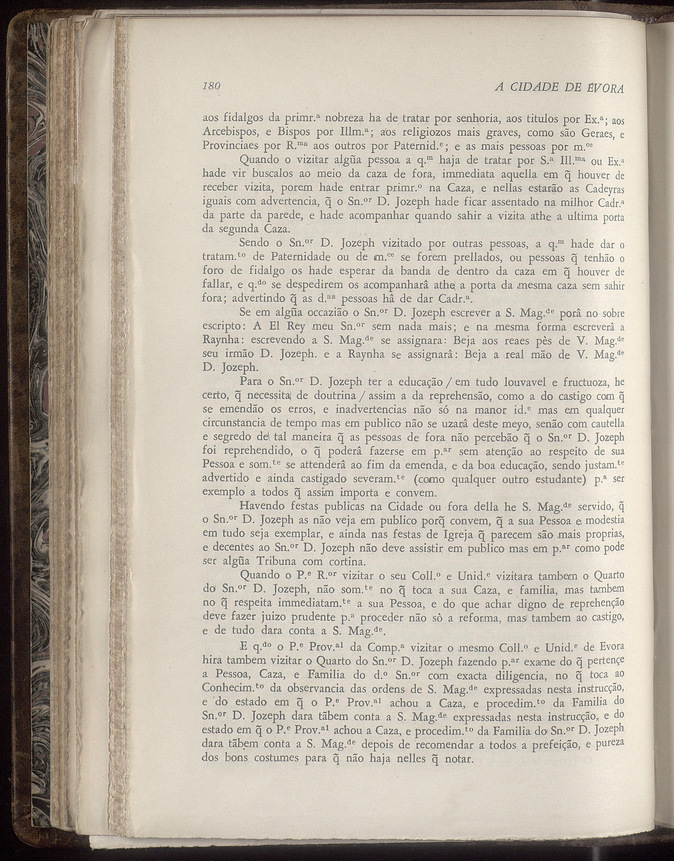 180
A CIDADE DE ÉVORA
aos fidalgos da primr.ª nobreza ha de tratar por senhoria, aos titulos por Ex.ª; aos
Arcebispos, e Bispos por Illm.ª; aos religiozos mais graves, como são Geraes, e
Provinciaes por R.ᵐᵃ aos outros por Paternid.ᵉ; e as mais pessoas por m.ᶜᵉ
Quando o vizitar algũa pessoa a q.ᵐ haja de tratar por S.ª Ill.ᵐᵃ ou Ex.ª
hade vir buscalos ao meio da caza de fora, immediata aquella em q̃ houver de
receber vizita, porem hade entrar primr.º na Caza, e nellas estarão as Cadeyras
iguais com advertencia, q̃ o Sn.ᵒʳ D. Jozeph hade ficar assentado na milhor Cadr.ª
da parte da parede, e hade acompanhar quando sahir a vizita athe a ultima porta
da segunda Caza.
Sendo o Sn.ᵒʳ D. Jozeph vizitado por outras pessoas, a q.ᵐ hade dar o
tratam.ᵗᵒ de Paternidade ou de m.ᶜᵉ se forem prellados, ou pessoas q̃ tenhão o
foro de fidalgo os hade esperar da banda de dentro da caza em q̃ houver de
fallar, e q.ᵈᵒ se despedirem os acompanharâ athe a porta da mesma caza sem sahir
fora; advertindo q̃ as d.ᵃˢ pessoas hâ de dar Cadr.ª.
Se em algũa occazião o Sn.ᵒʳ D. Jozeph escrever a S. Mag.ᵈᵉ porâ no sobre
escripto: A El Rey meu Sn.ᵒʳ sem nada mais; e na mesma forma escreverâ a
Raynha: escrevendo a S. Mag.ᵈᵉ se assignara: Beja aos reaes pès de V. Mag.ᵈᵉ
seu irmão D. Jozeph. e a Raynha se assignarâ: Beja a real mão de V. Mag.ᵈᵉ
D. Jozeph.
Para o Sn.ᵒʳ D. Jozeph ter a educação / em tudo louvavel e fructuoza, he
certo, q̃ necessita de doutrina / assim a da reprehensão, como a do castigo com q̃
se emendão os erros, e inadvertencias não só na manor id.ᵉ mas em qualquer
circunstancia de tempo mas em publico não se uzarâ deste meyo, senão com cautella
e segredo de tal maneira q̃ as pessoas de fora não percebão q̃ o Sn.ᵒʳ D. Jozeph
foi reprehendido, o q̃ poderâ fazerse em p.ᵃʳ sem atenção ao respeito de sua
Pessoa e som.ᵗᵉ se attenderâ ao fim da emenda, e da boa educação, sendo justam.ᵗᵉ
advertido e ainda castigado severam.ᵗᵉ (como qualquer outro estudante) p.ª ser
exemplo a todos q̃ assim importa e convem.
Havendo festas publicas na Cidade ou fora della he S. Mag.ᵈᵉ servido, q̃
o Sn.ᵒʳ D. Jozeph as não veja em publico porq̃ convem, q̃ a sua Pessoa e modestia
em tudo seja exemplar, e ainda nas festas de Igreja q̃ parecem são mais proprias,
e decentes ao Sn.ᵒʳ D. Jozeph não deve assistir em publico mas em p.ᵃʳ como pode
ser algũa Tribuna com cortina.
Quando o P.ᵉ R.ᵒʳ vizitar o seu Coll.º e Unid.ᵉ vizitara tambem o Quarto
do Sn.ᵒʳ D. Jozeph, não som.ᵗᵉ no q̃ toca a sua Caza, e familia, mas tambem
no q̃ respeita immediatam.ᵗᵉ a sua Pessoa, e do que achar digno de reprehenção
deve fazer juizo prudente p.ª proceder não sò a reforma, mas tambem ao castigo,
e de tudo dara conta a S. Mag.ᵈᵉ.
E q.ᵈᵒ o P.ᵉ Prov.ᵃˡ da Comp.ª vizitar o mesmo Coll.º e Unid.ᵉ de Evora
hira tambem vizitar o Quarto do Sn.ᵒʳ D. Jozeph fazendo p.ᵃʳ exame do q̃ pertençe
a Pessoa, Caza, e Familia do d.º Sn.ᵒʳ com exacta diligencia, no q̃ toca ao
Conhecim.ᵗᵒ da observancia das ordens de S. Mag.ᵈᵉ expressadas nesta instrucção,
e do estado em q̃ o P.ᵉ Prov.ᵃˡ achou a Caza, e procedim.ᵗᵒ da Familia do
Sn.ᵒʳ D. Jozeph dara tãbem conta a S. Mag.ᵈᵉ expressadas nesta instrucção, e do
estado em q̃ o P.ᵉ Prov.ᵃˡ achou a Caza, e procedim.ᵗᵒ da Familia do Sn.ᵒʳ D. Jozeph
dara tãbem conta a S. Mag.ᵈᵉ depois de recomendar a todos a prefeição, e pureza
dos bons costumes para q̃ não haja nelles q̃ notar.